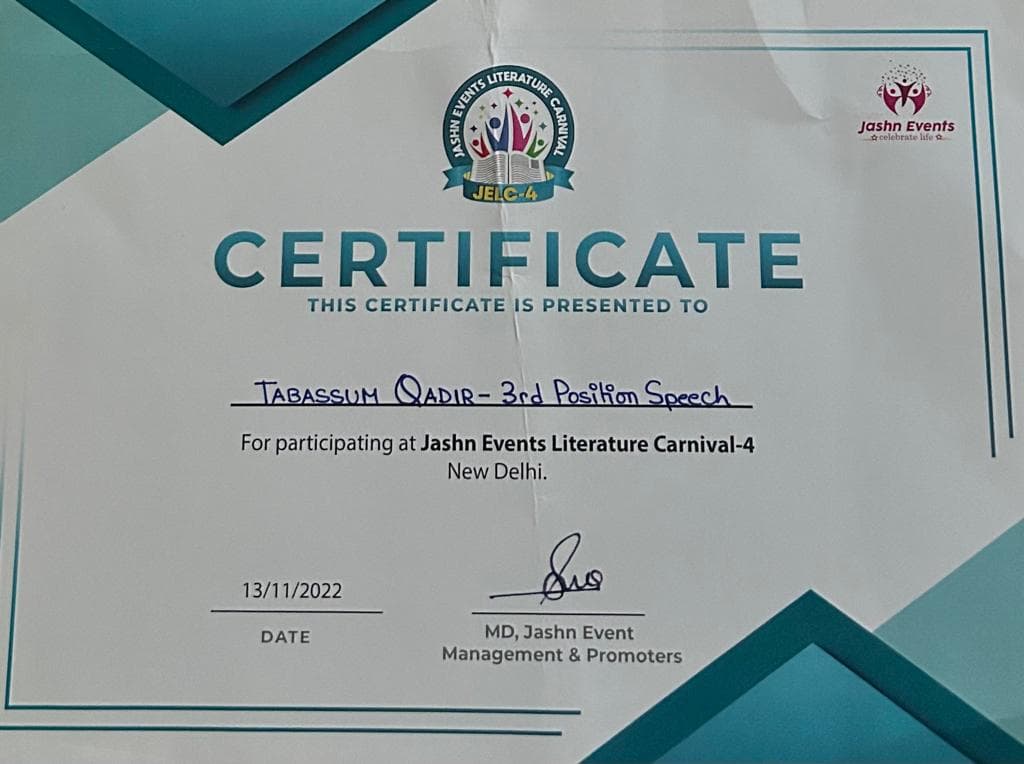 JASHN EVENTS LITERATURE CARNIVAL
JELC-4
Jashn Events
celebrate life
CERTIFICATE
THIS CERTIFICATE IS PRESENTED TO
TABASSUM QADIR - 3rd Position Speech
For participating at Jashn Events Literature Carnival-4
New Delhi.
13/11/2022
DATE
MD, Jashn Event
Management & Promoters